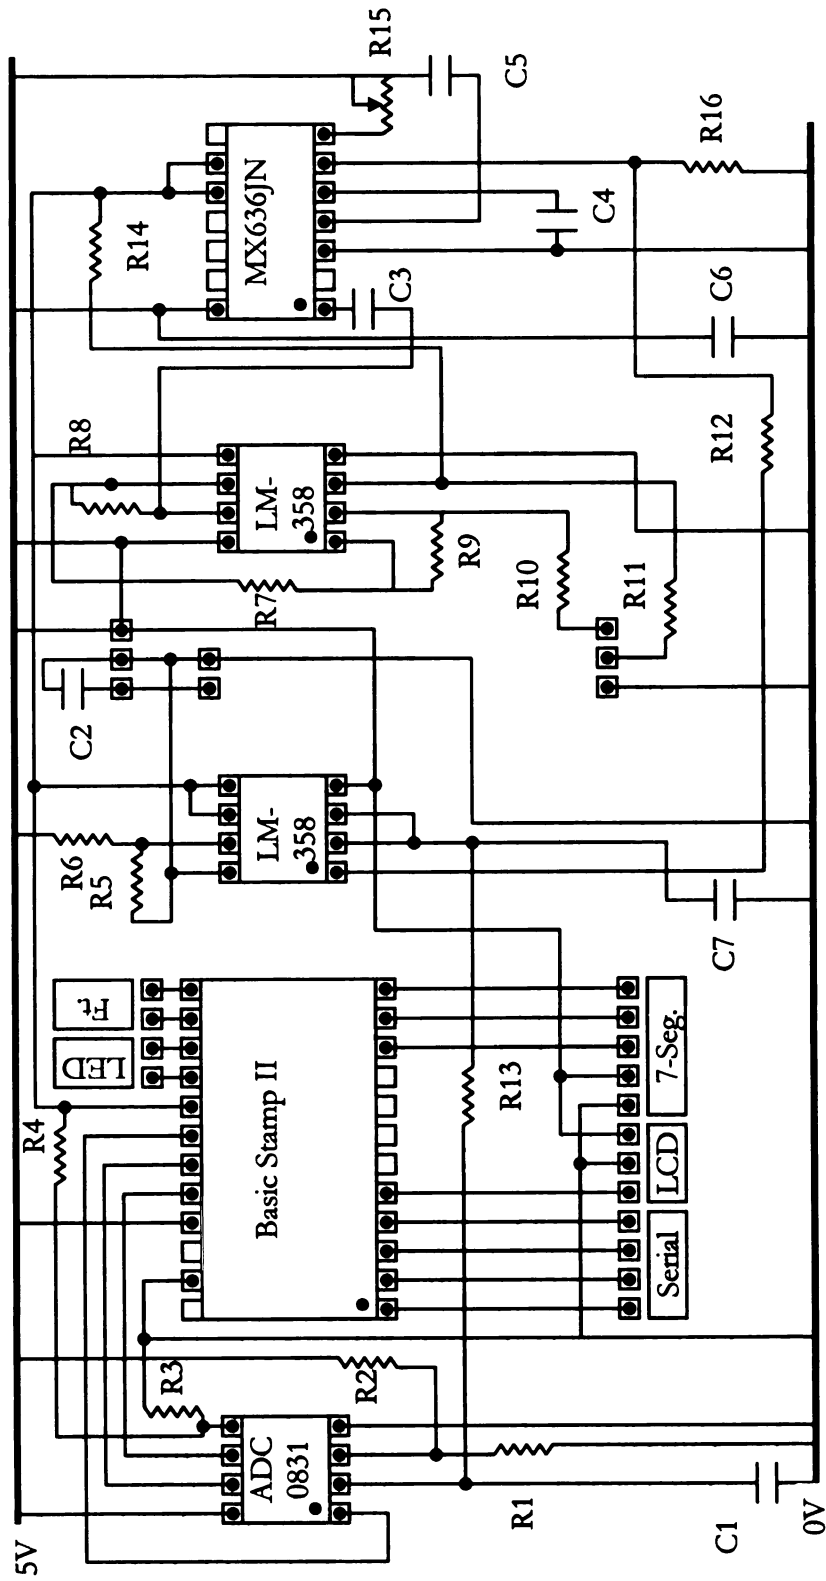 5V
0V
ADC
0831
Basic Stamp II
Ft.
LED
7-Seg.
LCD
Serial
LM-
358
LM-
358
MX636JN
R1
R2
R3
R4
R5
R6
R7
R8
R9
R10
R11
R12
R13
R14
R15
R16
C1
C2
C3
C4
C5
C6
C7